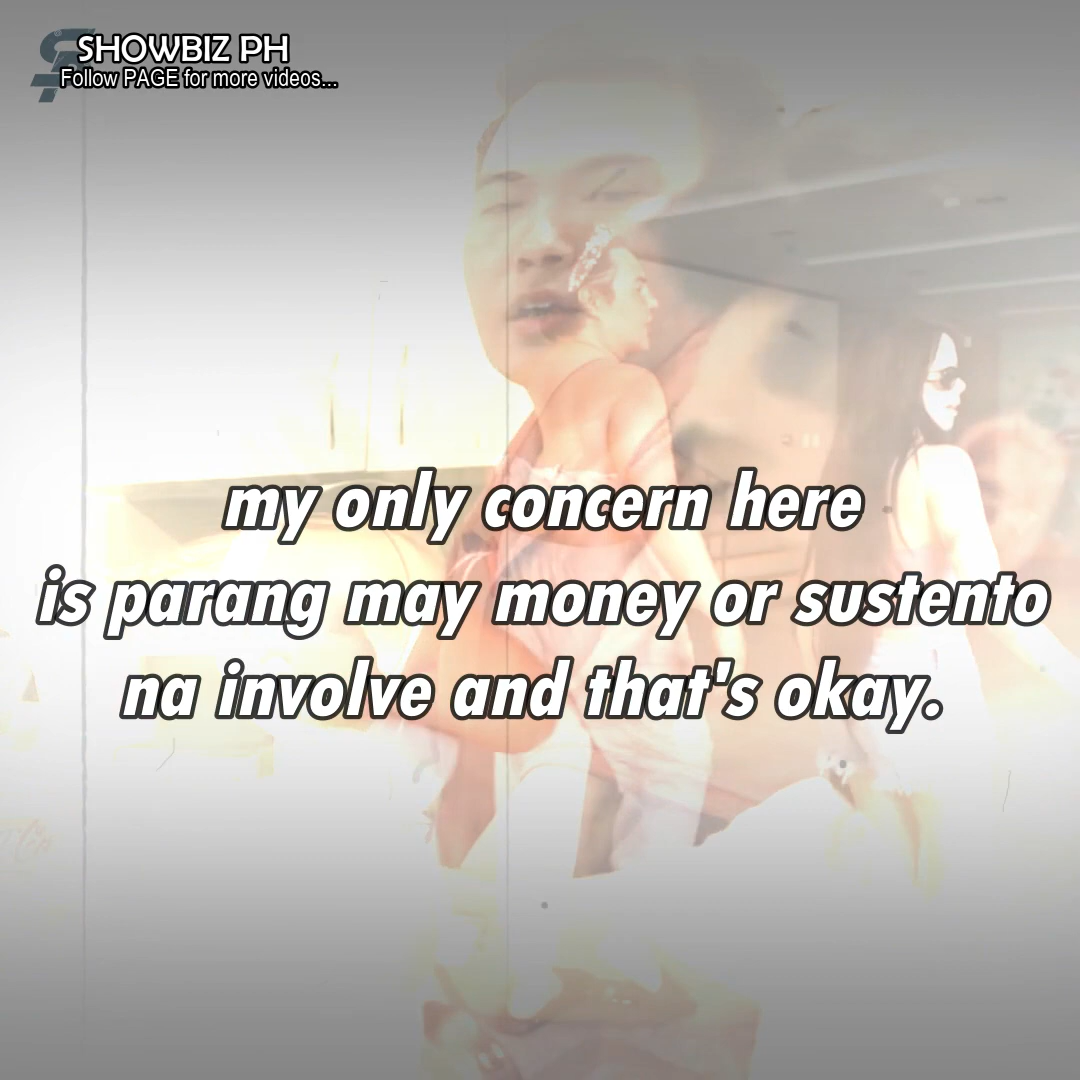 SHOWBIZ PH
Follow PAGE for more videos...
my only concern here
is parang may money or sustento
na involve and that's okay.